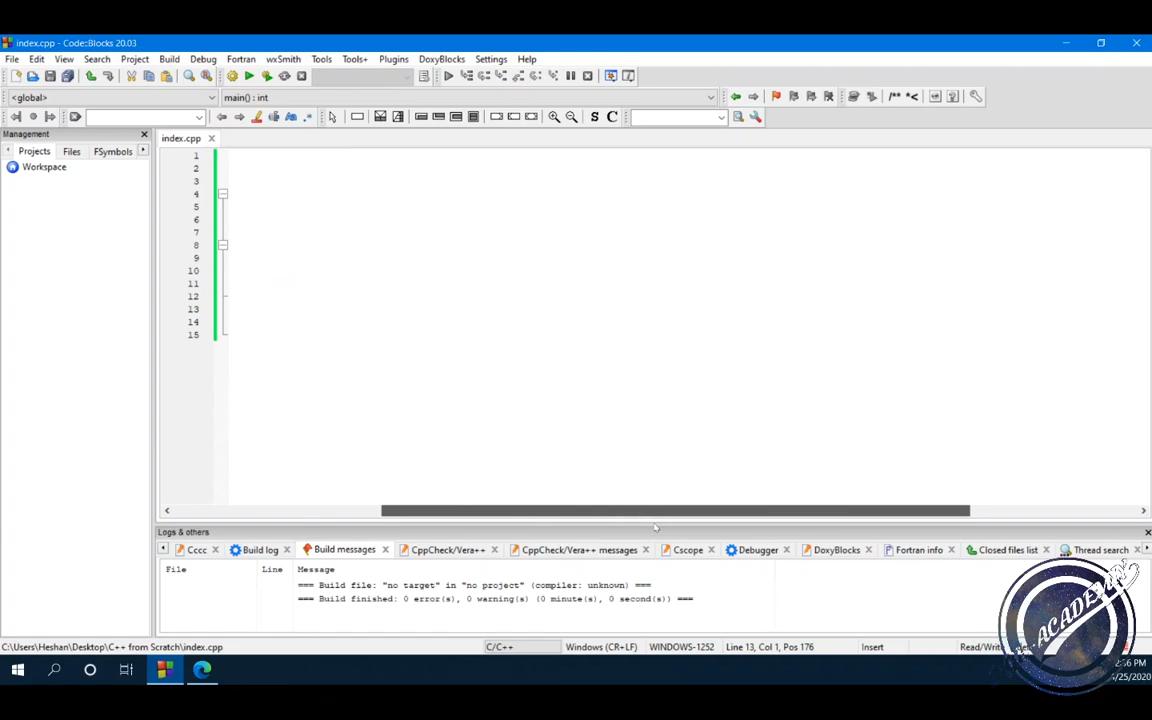 index.cpp - Code::Blocks 20.03
File Edit View Search Project Build Debug Fortran wxSmith Tools Tools+ Plugins DoxyBlocks Settings Help
<global> main() : int /** *<
S C
Management
index.cpp
Projects Files FSymbols
Workspace
1
2
3
4
5
6
7
8
9
10
11
12
13
14
15
Logs & others
Cccc Build log Build messages CppCheck/Vera++ CppCheck/Vera++ messages Cscope Debugger DoxyBlocks Fortran info Closed files list Thread search
File Line Message
=== Build file: "no target" in "no project" (compiler: unknown) ===
=== Build finished: 0 error(s), 0 warning(s) (0 minute(s), 0 second(s)) ===
ACADEMY
C:\Users\Heshan\Desktop\C++ from Scratch\index.cpp C/C++ Windows (CR+LF) WINDOWS-1252 Line 13, Col 1, Pos 176 Insert
PM
/25/2020